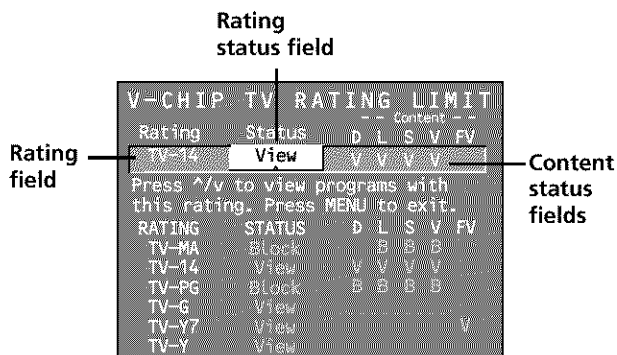 Rating
status field
V-CHIP TV RATING LIMIT
-- Content --
Rating Status D L S V FV
TV-14 View V V V V
Rating
field
Content
status
fields
Press ^/v to view programs with
this rating. Press MENU to exit.
RATING STATUS D L S V FV
TV-MA Block B B B
TV-14 View V V V V
TV-PG Block B B B B
TV-G View
TV-Y7 View V
TV-Y View